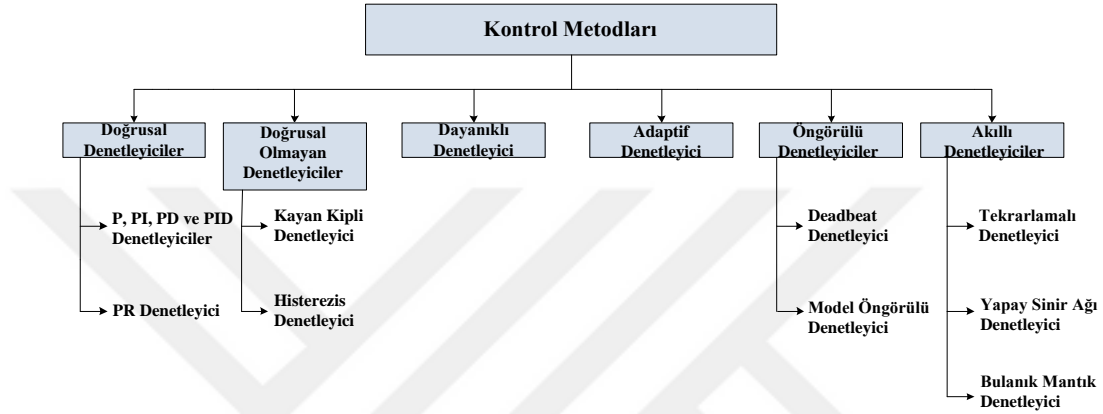 Kontrol Metodları
Doğrusal
Denetleyiciler
Doğrusal
Olmayan
Denetleyiciler
Dayanıklı
Denetleyici
Adaptif
Denetleyici
Öngörülü
Denetleyiciler
Akıllı
Denetleyiciler
P, PI, PD ve PID
Denetleyiciler
PR Denetleyici
Kayan Kipli
Denetleyici
Histerezis
Denetleyici
Deadbeat
Denetleyici
Model Öngörülü
Denetleyici
Tekrarlamalı
Denetleyici
Yapay Sinir Ağı
Denetleyici
Bulanık Mantık
Denetleyici